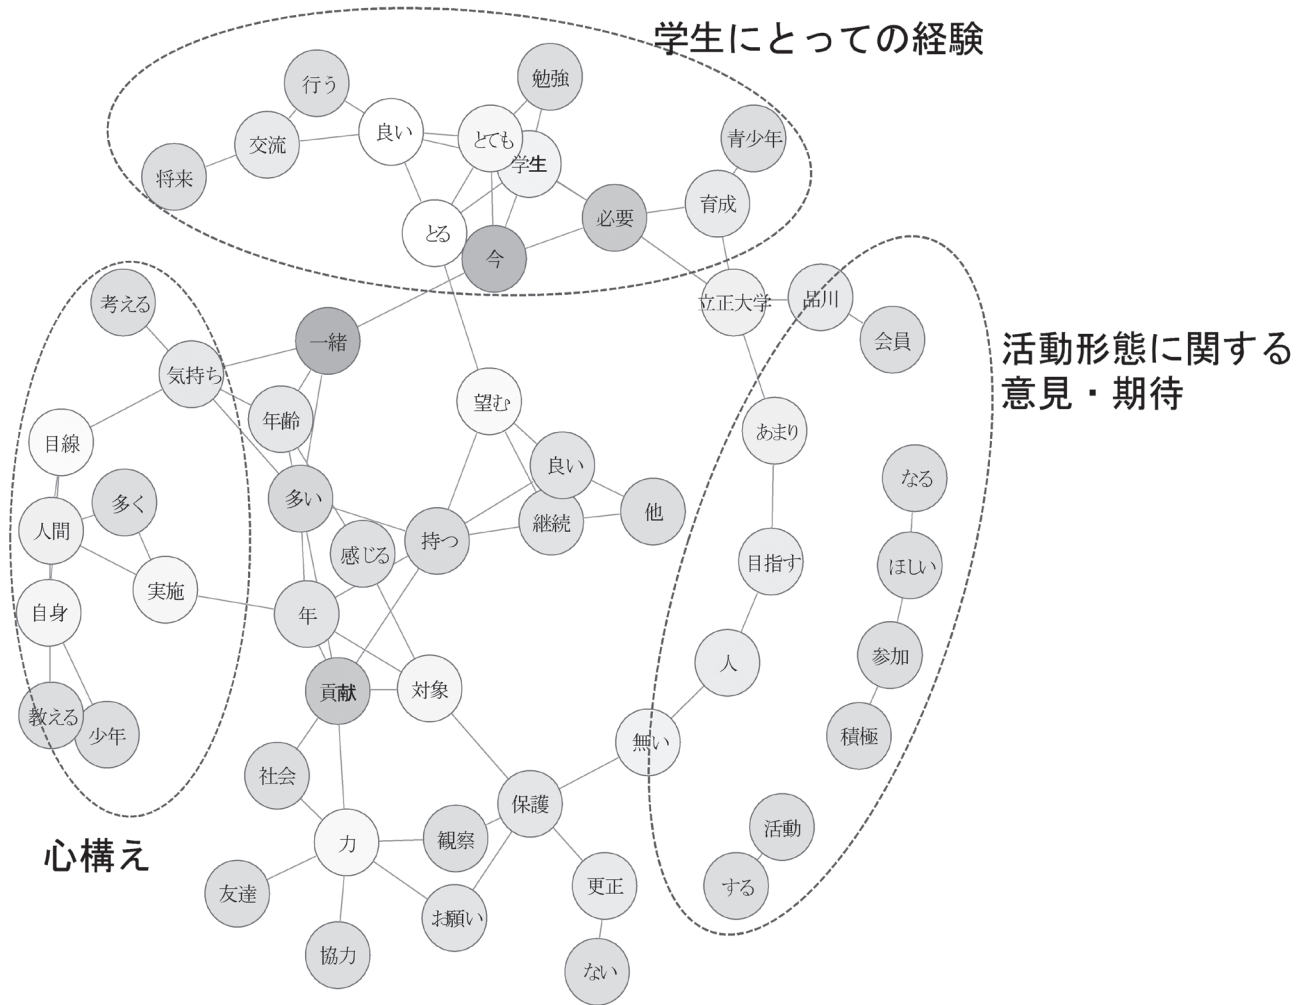 学生にとっての経験
行う
勉強
良い
とても
交流
学生
青少年
将来
育成
必要
とる
今
立正大学
品川
会員
活動形態に関する
意見・期待
考える
一緒
気持ち
望む
年齢
目線
あまり
良い
なる
多く
多い
他
継続
人間
持つ
感じる
目指す
ほしい
実施
自身
年
参加
人
貢献
対象
教える
少年
無い
積極
社会
保護
活動
力
観察
心構え
更正
する
友達
お願い
協力
ない